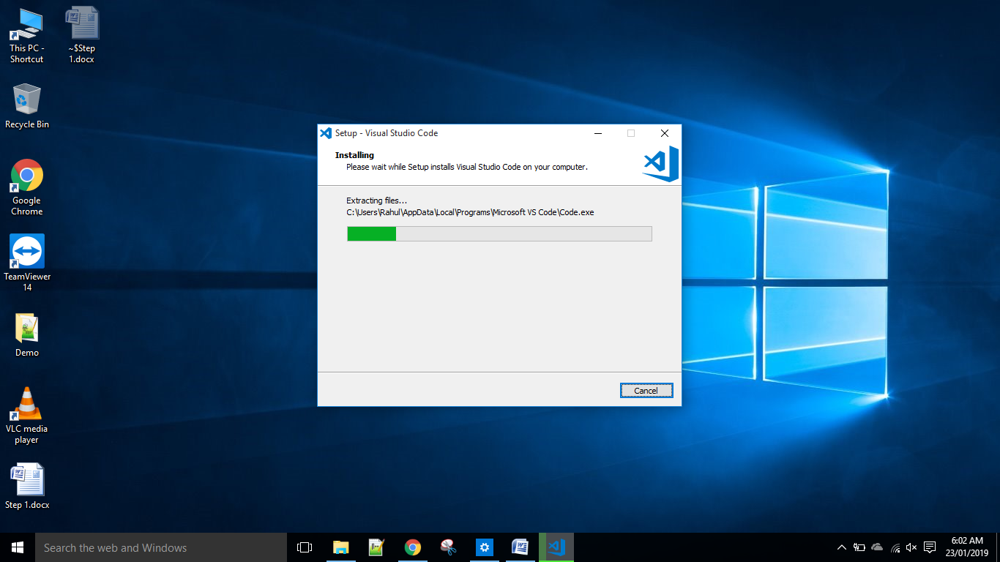 This PC -
Shortcut
~$Step
1.docx
Recycle Bin
Google
Chrome
TeamViewer
14
Demo
VLC media
player
Step 1.docx
Setup - Visual Studio Code
Installing
Please wait while Setup installs Visual Studio Code on your computer.
Extracting files...
C:\Users\Rahul\AppData\Local\Programs\Microsoft VS Code\Code.exe
Cancel
Search the web and Windows
6:02 AM
23/01/2019